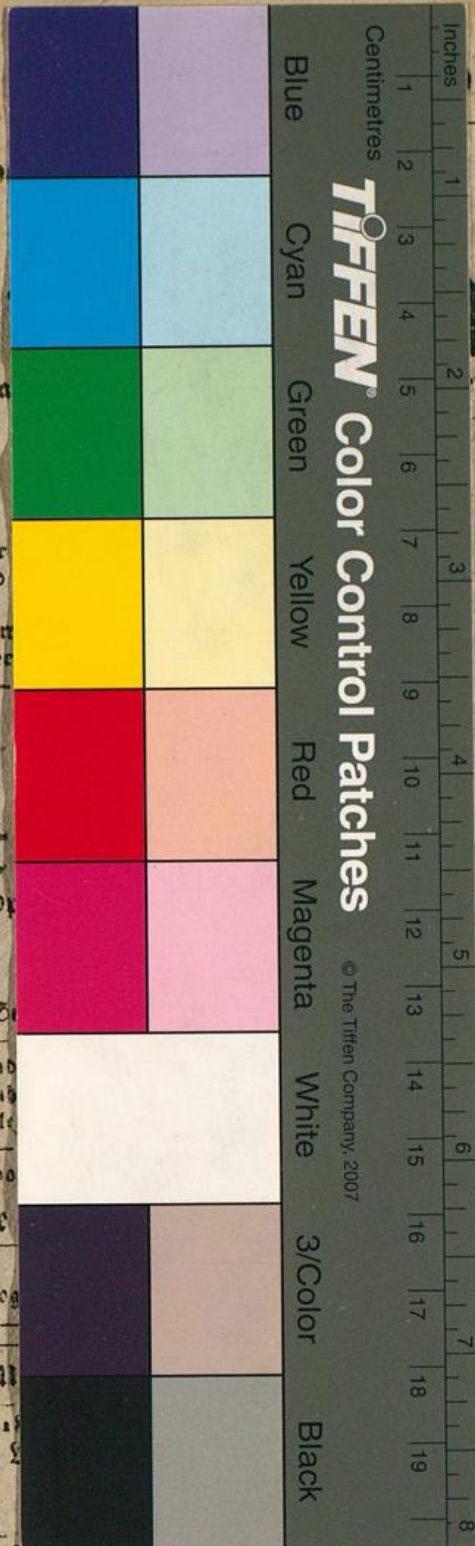 Inches
1
2
3
4
5
6
7
8
Centimetres
1
2
3
4
5
6
7
8
9
10
11
12
13
14
15
16
17
18
19
TIFFEN® Color Control Patches
© The Tiffen Company, 2007
Blue
Cyan
Green
Yellow
Red
Magenta
White
3/Color
Black